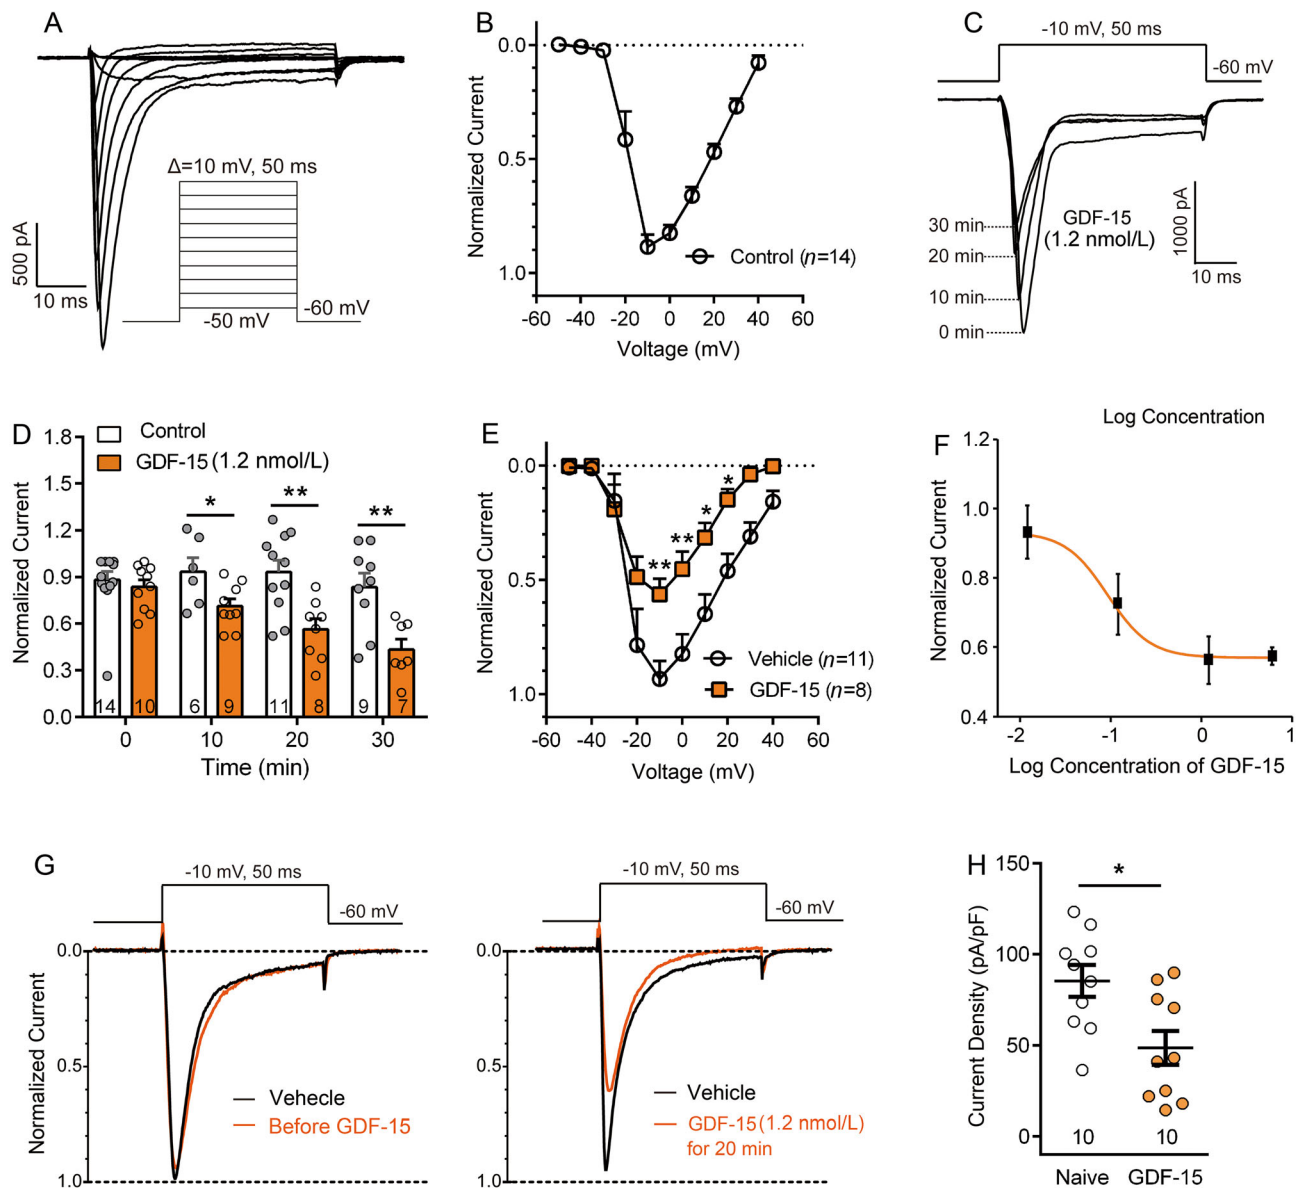 A
Δ=10 mV, 50 ms
500 pA
10 ms
-50 mV
-60 mV
B
Normalized Current
0.0
0.5
1.0
Control (n=14)
-60 -40 -20 0 20 40 60
Voltage (mV)
C
-10 mV, 50 ms
-60 mV
30 min
20 min
10 min
0 min
GDF-15
(1.2 nmol/L)
1000 pA
10 ms
D
Control
GDF-15 (1.2 nmol/L)
Normalized Current
1.8
1.5
1.2
0.9
0.6
0.3
0.0
* ** **
14 10 6 9 11 8 9 7
0 10 20 30
Time (min)
E
Normalized Current
0.0
0.5
1.0
** ** * *
Vehicle (n=11)
GDF-15 (n=8)
-60 -40 -20 0 20 40 60
Voltage (mV)
F
Log Concentration
Normalized Current
1.2
1.0
0.8
0.6
0.4
-2 -1 0 1
Log Concentration of GDF-15
G
-10 mV, 50 ms
-60 mV
Normalized Current
0.0
0.5
1.0
Vehecle
Before GDF-15
-10 mV, 50 ms
-60 mV
0.0
0.5
1.0
Vehicle
GDF-15 (1.2 nmol/L)
for 20 min
H
Current Density (pA/pF)
150
100
50
0
*
10 10
Naive GDF-15